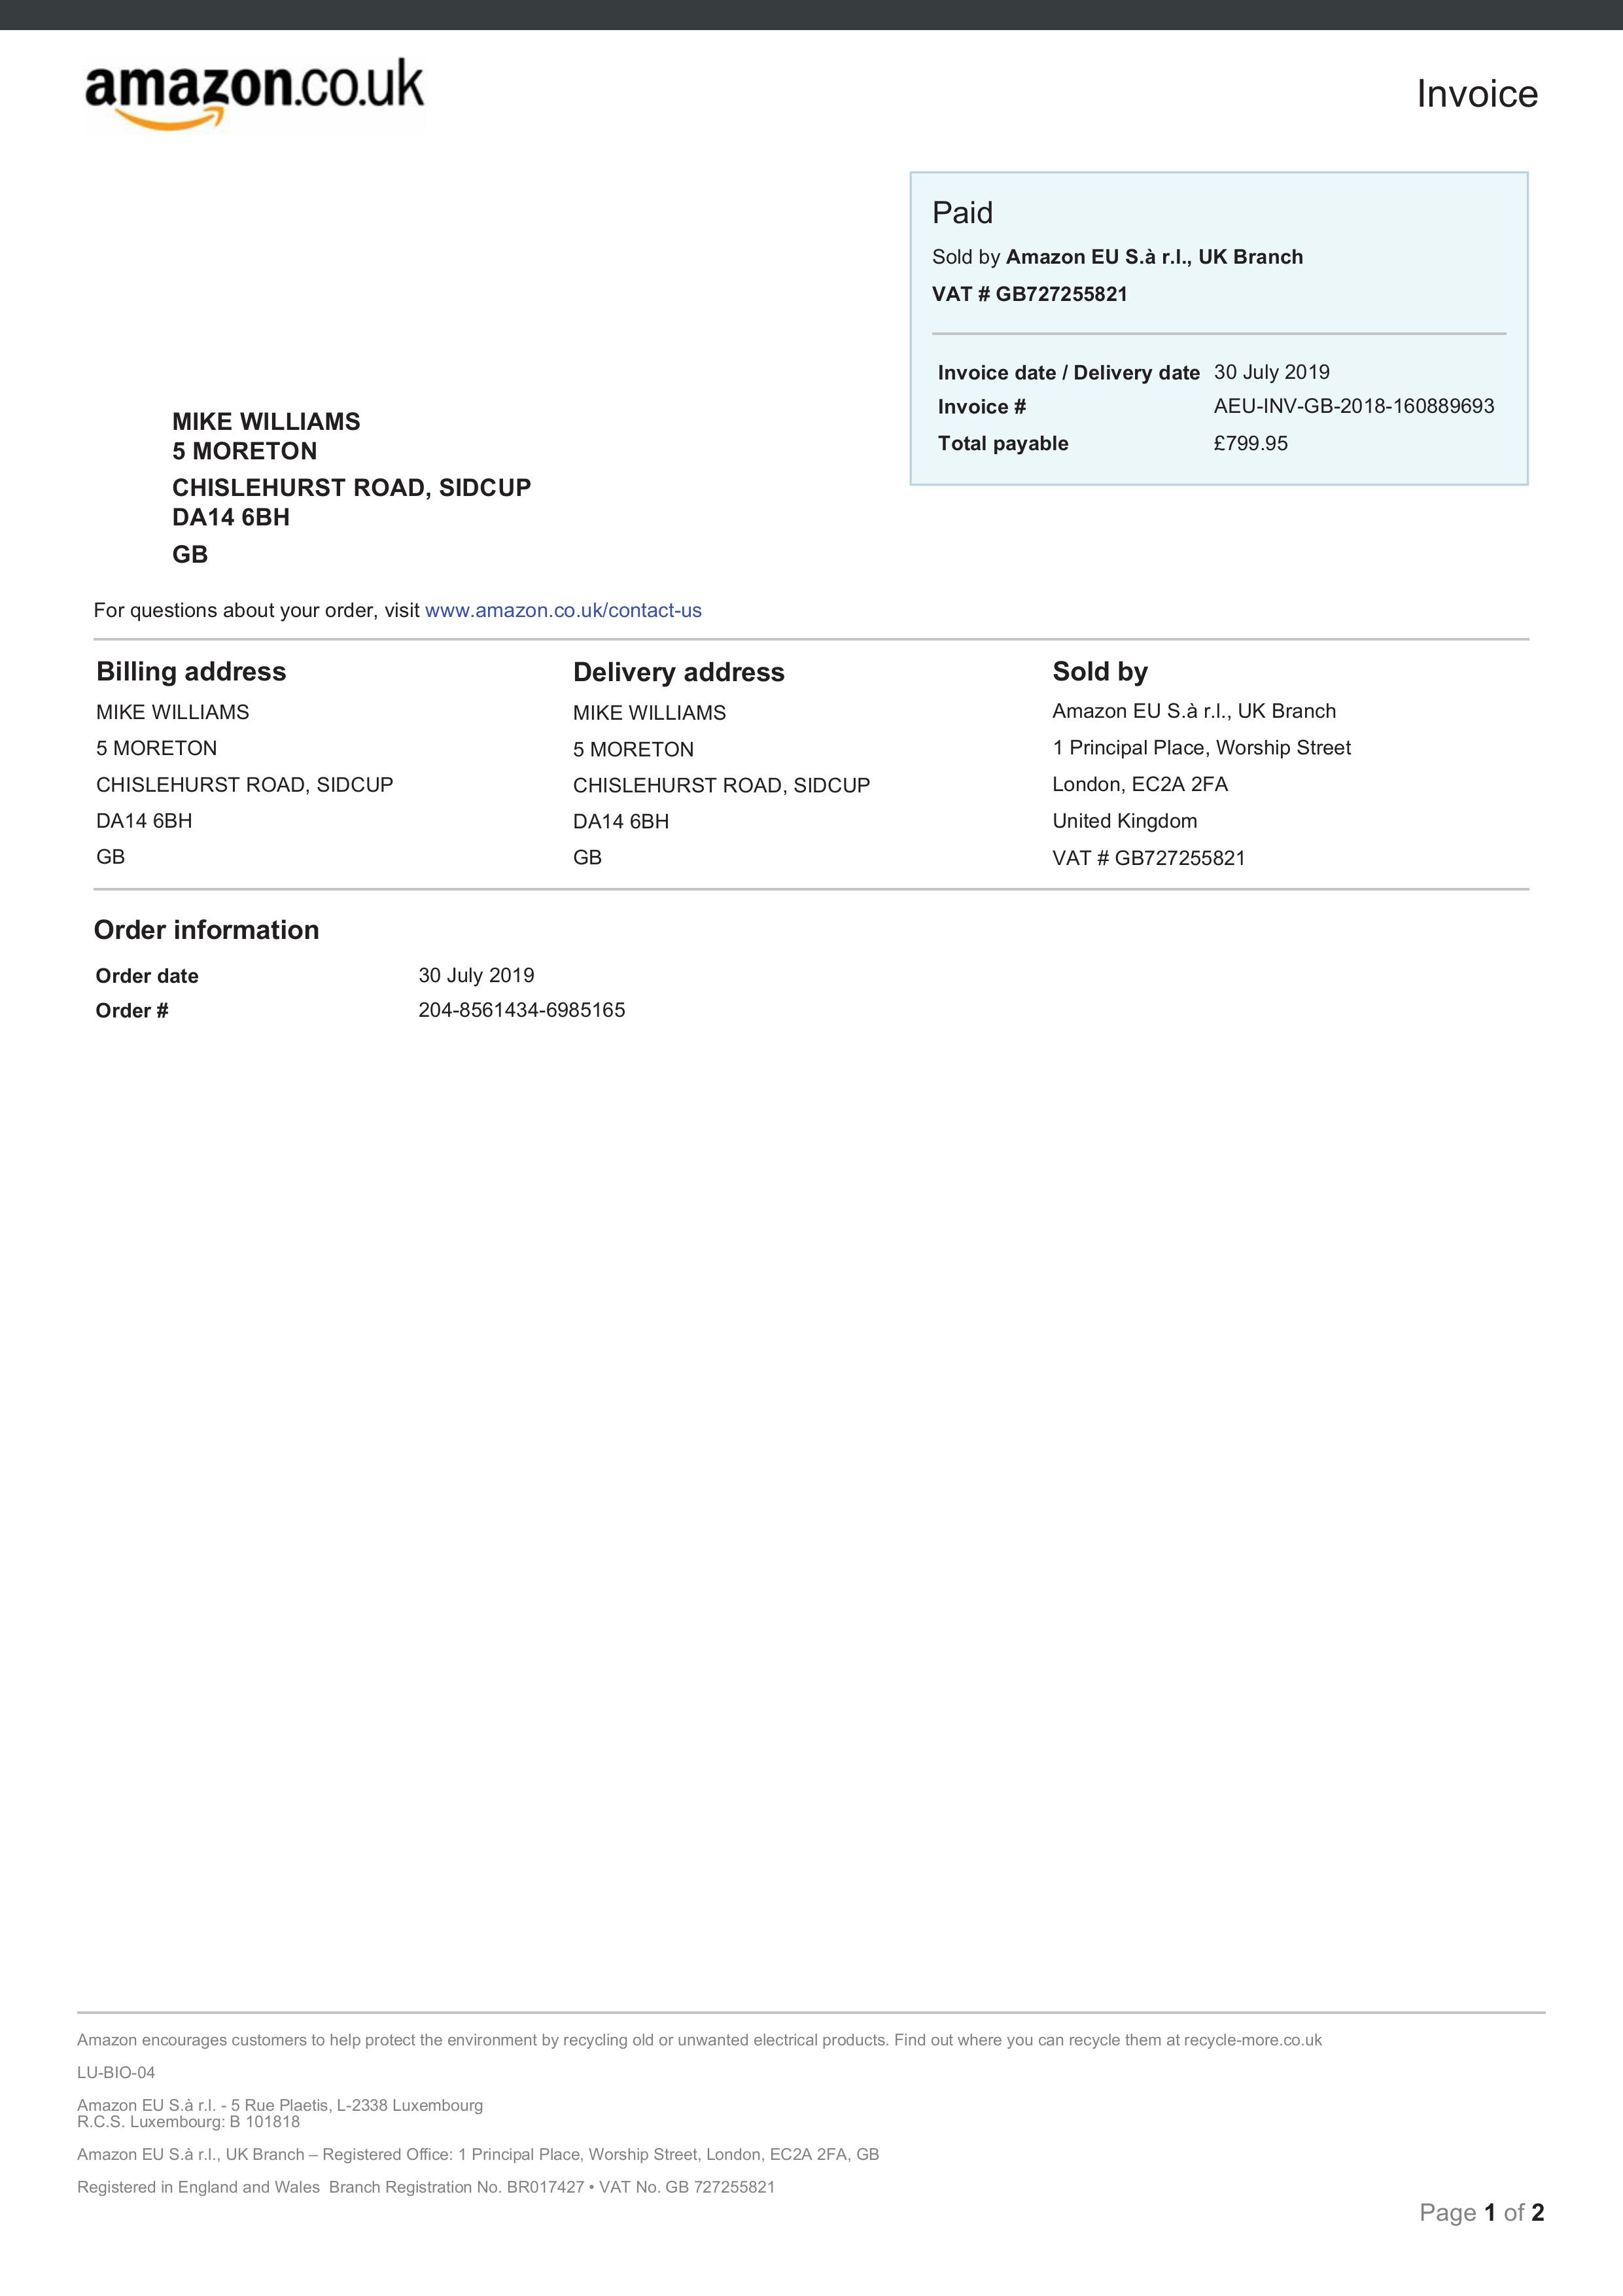 amazon.co.uk
Invoice
Paid
Sold by Amazon EU S.à r.l., UK Branch
VAT # GB727255821
Invoice date / Delivery date 30 July 2019
Invoice # AEU-INV-GB-2018-160889693
Total payable £799.95
MIKE WILLIAMS
5 MORETON
CHISLEHURST ROAD, SIDCUP
DA14 6BH
GB
For questions about your order, visit www.amazon.co.uk/contact-us
Billing address
MIKE WILLIAMS
5 MORETON
CHISLEHURST ROAD, SIDCUP
DA14 6BH
GB
Delivery address
MIKE WILLIAMS
5 MORETON
CHISLEHURST ROAD, SIDCUP
DA14 6BH
GB
Sold by
Amazon EU S.à r.l., UK Branch
1 Principal Place, Worship Street
London, EC2A 2FA
United Kingdom
VAT # GB727255821
Order information
Order date 30 July 2019
Order # 204-8561434-6985165
Amazon encourages customers to help protect the environment by recycling old or unwanted electrical products. Find out where you can recycle them at recycle-more.co.uk
LU-BIO-04
Amazon EU S.à r.l. - 5 Rue Plaetis, L-2338 Luxembourg
R.C.S. Luxembourg: B 101818
Amazon EU S.à r.l., UK Branch – Registered Office: 1 Principal Place, Worship Street, London, EC2A 2FA, GB
Registered in England and Wales  Branch Registration No. BR017427 • VAT No. GB 727255821
Page 1 of 2